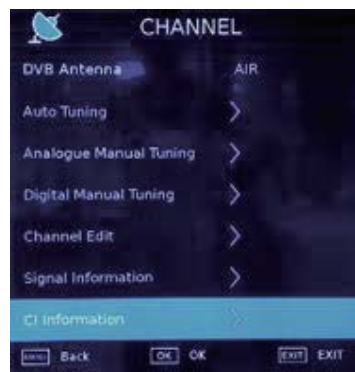 CHANNEL
DVB Antenna AIR
Auto Tuning
Analogue Manual Tuning
Digital Manual Tuning
Channel Edit
Signal Information
CI Information
MENU Back OK OK EXIT EXIT